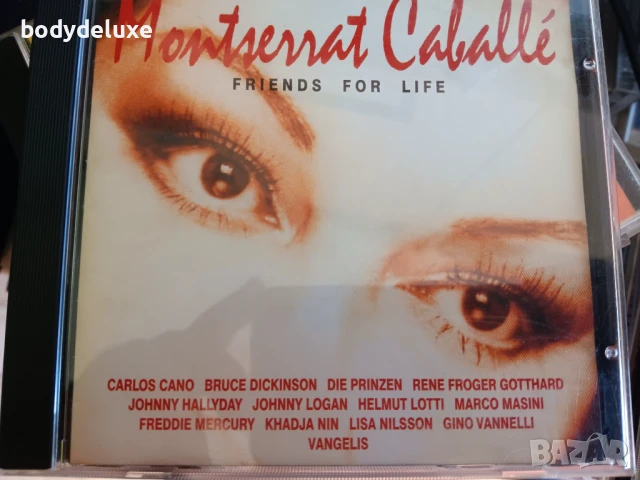 bodydeluxe
Montserrat Caballé
FRIENDS FOR LIFE
CARLOS CANO BRUCE DICKINSON DIE PRINZEN RENE FROGER GOTTHARD
JOHNNY HALLYDAY JOHNNY LOGAN HELMUT LOTTI MARCO MASINI
FREDDIE MERCURY KHADJA NIN LISA NILSSON GINO VANNELLI
VANGELIS
BAZAR